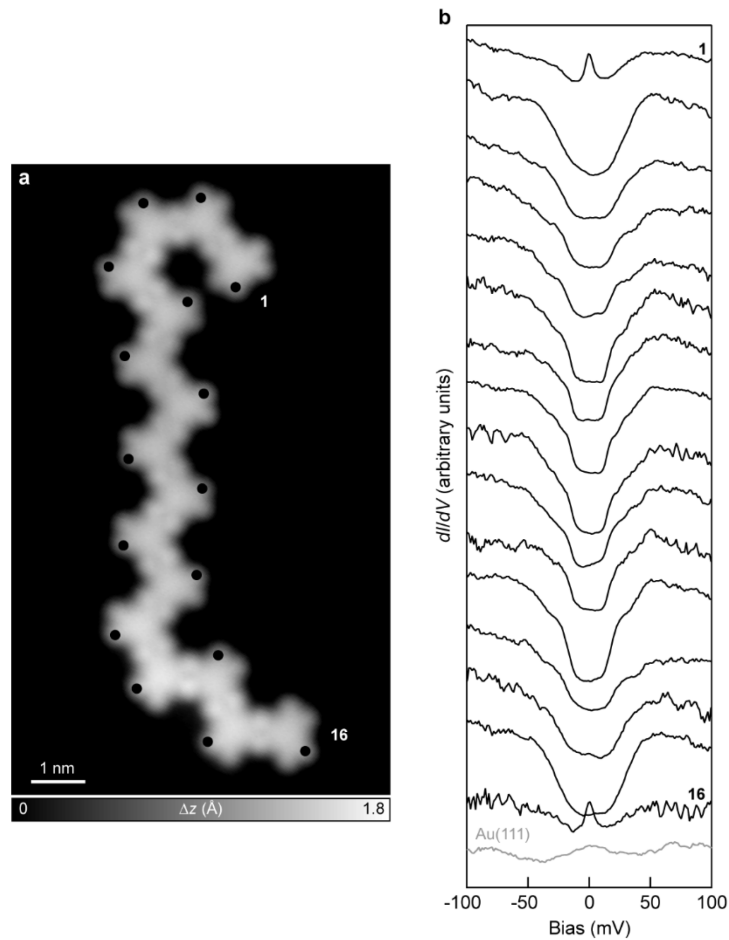 a
1
16
1 nm
0 Δz (Å) 1.8
b
1
dI/dV (arbitrary units)
16
Au(111)
-100 -50 0 50 100
Bias (mV)